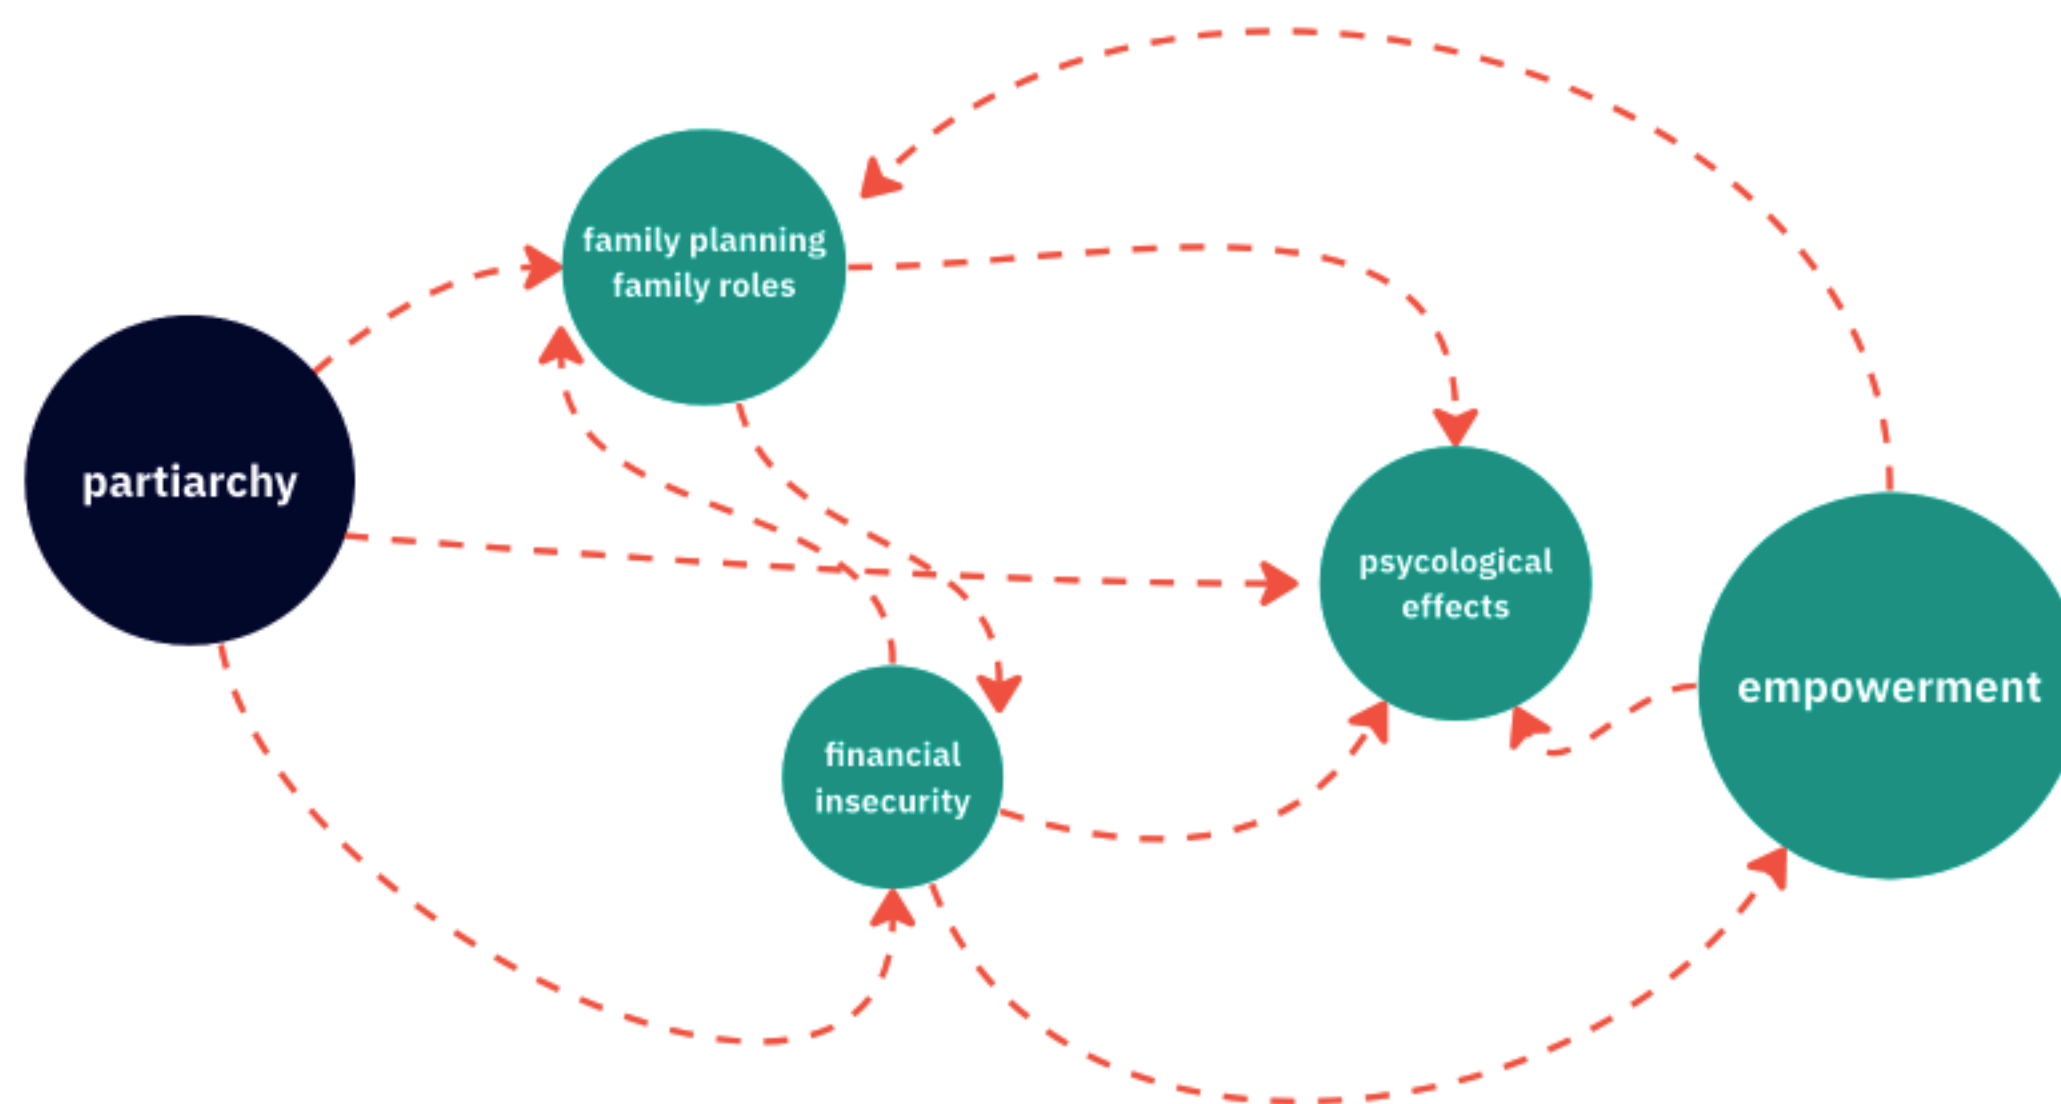 family planning
family roles
partiarchy
psycological
effects
empowerment
financial
insecurity